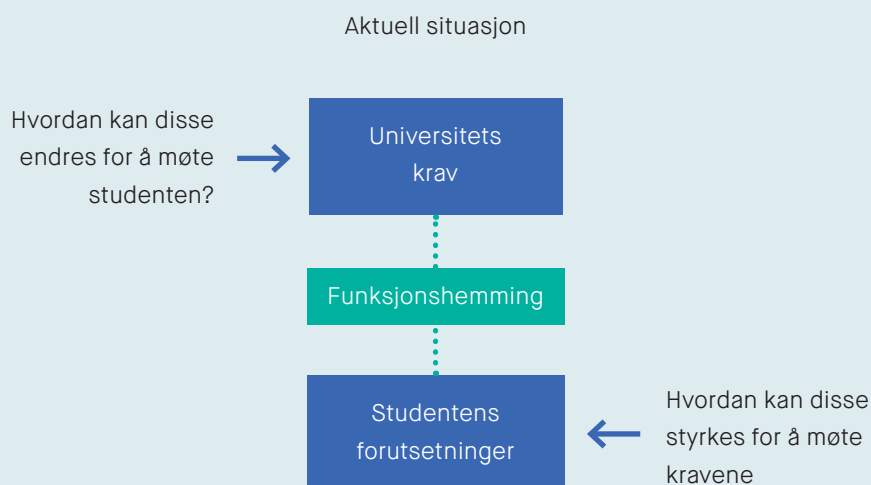 Aktuell situasjon
Hvordan kan disse
endres for å møte
studenten?
Universitets
krav
Funksjonshemming
Studentens
forutsetninger
Hvordan kan disse
styrkes for å møte
kravene